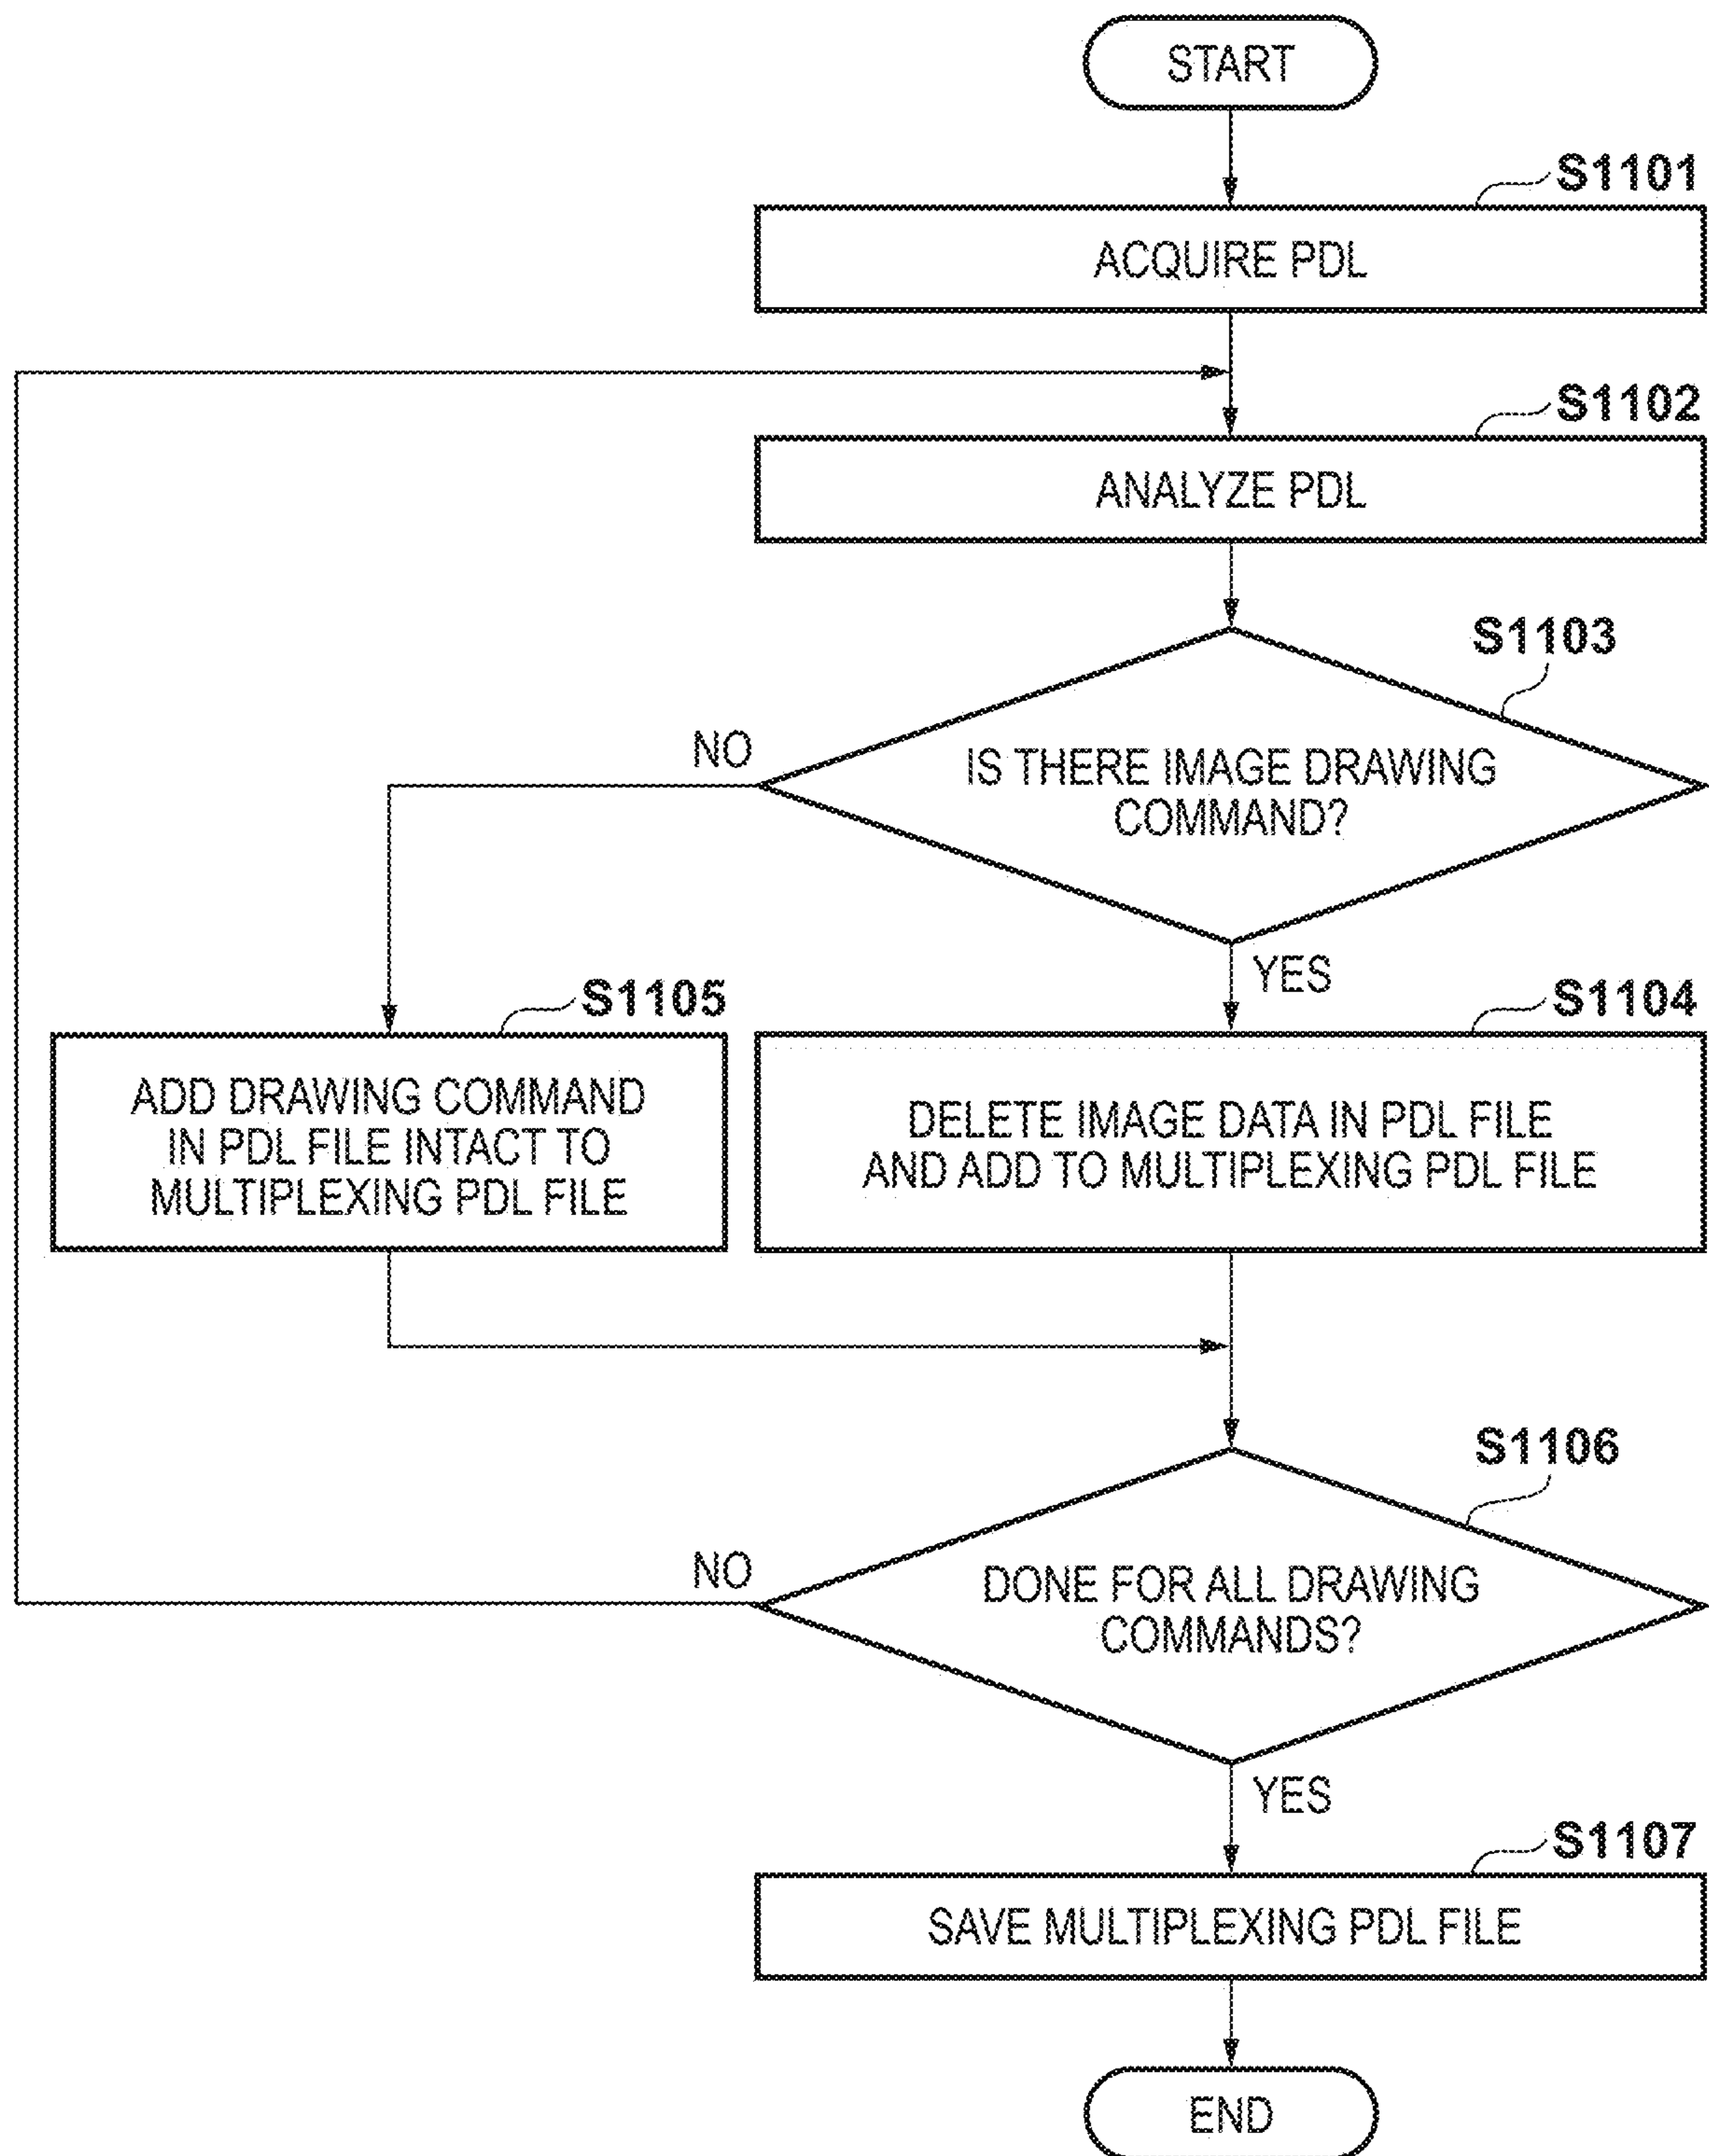 START
S1101
ACQUIRE PDL
S1102
ANALYZE PDL
S1103
NO
IS THERE IMAGE DRAWING
COMMAND?
YES
S1105
S1104
ADD DRAWING COMMAND
IN PDL FILE INTACT TO
MULTIPLEXING PDL FILE
DELETE IMAGE DATA IN PDL FILE
AND ADD TO MULTIPLEXING PDL FILE
S1106
NO
DONE FOR ALL DRAWING
COMMANDS?
YES
S1107
SAVE MULTIPLEXING PDL FILE
END